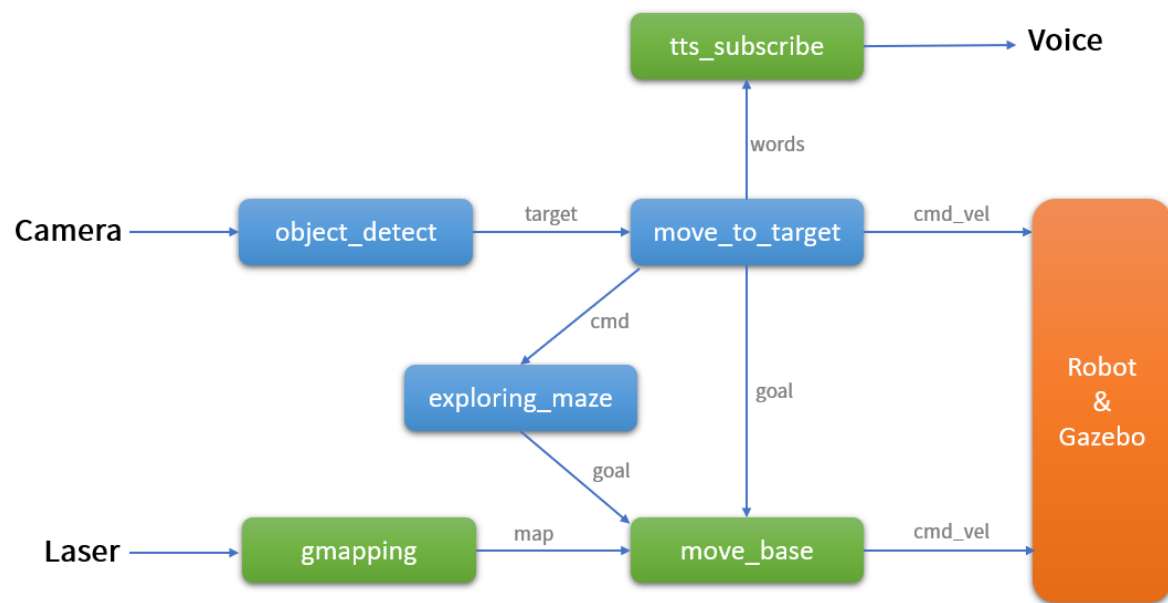 tts_subscribe
Voice
words
Camera
object_detect
target
move_to_target
cmd_vel
cmd
exploring_maze
goal
goal
Robot
&
Gazebo
Laser
gmapping
map
move_base
cmd_vel